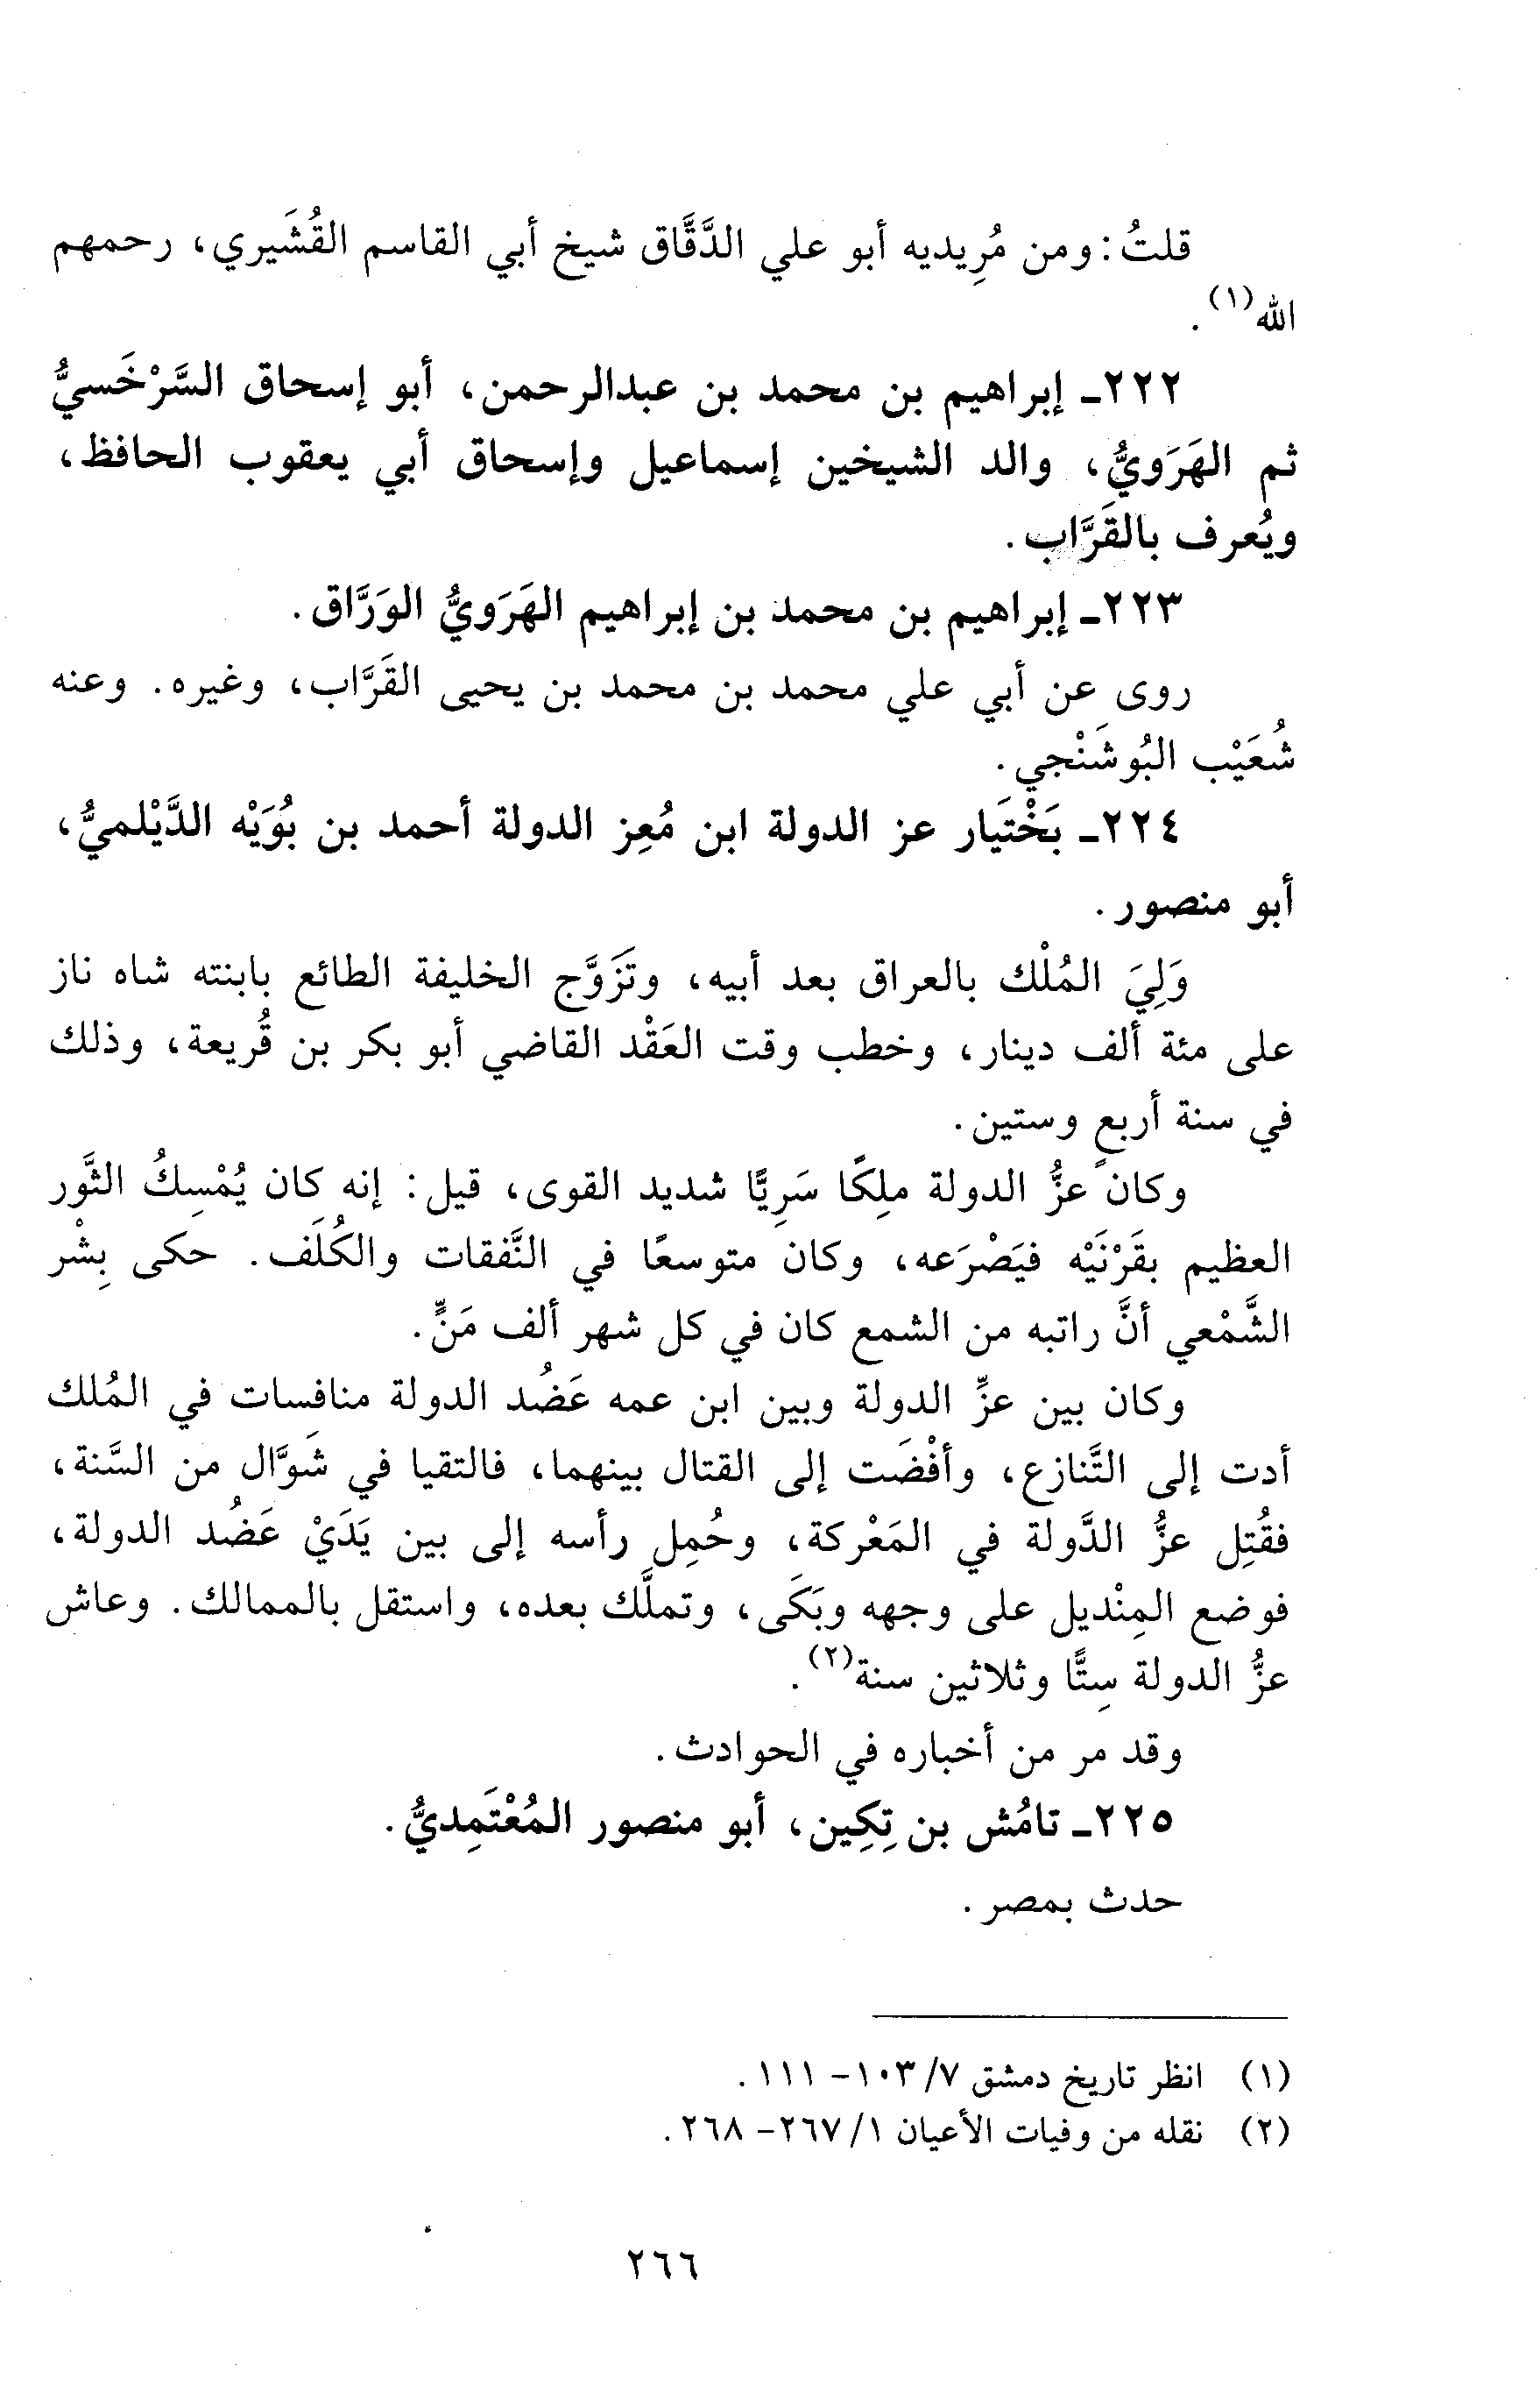 قلتُ: ومن مُرِيديه أبو علي الدَّقَّاق شيخ أبي القاسم القُشَيري، رحمهم
الله(١).
٢٢٢- إبراهيم بن محمد بن عبدالرحمن، أبو إسحاق السَّرْخَسيُّ
ثم الهَرَويُّ، والد الشيخين إسماعيل وإسحاق أبي يعقوب الحافظ،
ويُعرف بالقَرَّاب.
٢٢٣- إبراهيم بن محمد بن إبراهيم الهَرَويُّ الوَرَّاق.
روى عن أبي علي محمد بن محمد بن يحيى القَرَّاب، وغيره. وعنه
شُعَيْب البُوشَنْجي.
٢٢٤- بَخْتَيار عز الدولة ابن مُعِز الدولة أحمد بن بُوَيْه الدَّيْلميُّ،
أبو منصور.
وَلِيَ المُلْك بالعراق بعد أبيه، وتَزَوَّج الخليفة الطائع بابنته شاه ناز
على مئة ألف دينار، وخطب وقت العَقْد القاضي أبو بكر بن قُريعة، وذلك
في سنة أربعٍ وستين.
وكان عزُّ الدولة ملِكًا سَرِيًّا شديد القوى، قيل: إنه كان يُمْسِكُ الثَّور
العظيم بقَرْنَيْه فيَصْرَعه، وكان متوسعًا في النَّفقات والكُلَف. حكى بِشْر
الشَّمْعي أنَّ راتبه من الشمع كان في كل شهر ألف مَنٍّ.
وكان بين عزِّ الدولة وبين ابن عمه عَضُد الدولة منافسات في المُلك
أدت إلى التَّنازع، وأفْضَت إلى القتال بينهما، فالتقيا في شَوَّال من السَّنة،
فقُتِل عزُّ الدَّولة في المَعْركة، وحُمِل رأسه إلى بين يَدَيْ عَضُد الدولة،
فوضع المِنْديل على وجهه وبَكَى، وتملَّك بعده، واستقل بالممالك. وعاش
عزُّ الدولة سِتًّا وثلاثين سنة(٢).
وقد مر من أخباره في الحوادث.
٢٢٥- تامُش بن تِكِين، أبو منصور المُعْتَمِديُّ.
حدث بمصر.
(١) انظر تاريخ دمشق ٧/ ١٠٣- ١١١.
(٢) نقله من وفيات الأعيان ١/ ٢٦٧- ٢٦٨.
٢٦٦